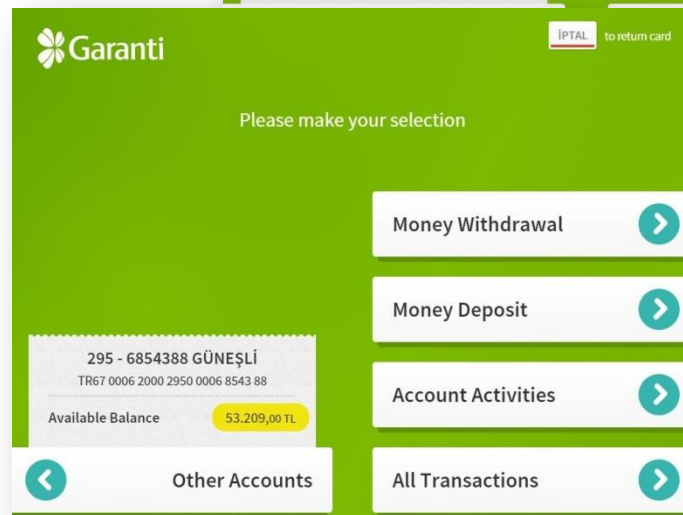 Garanti
İPTAL to return card
Please make your selection
Money Withdrawal
Money Deposit
295 - 6854388 GÜNEŞLİ
TR67 0006 2000 2950 0006 8543 88
Available Balance 53.209,00 TL
Account Activities
Other Accounts
All Transactions